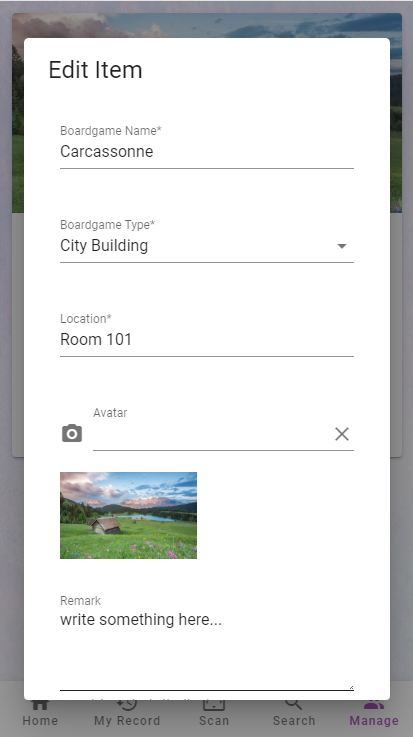 Edit Item
Boardgame Name*
Carcassonne
Boardgame Type*
City Building
Location*
Room 101
Avatar
Remark
write something here...
Home My Record Scan Search Manage